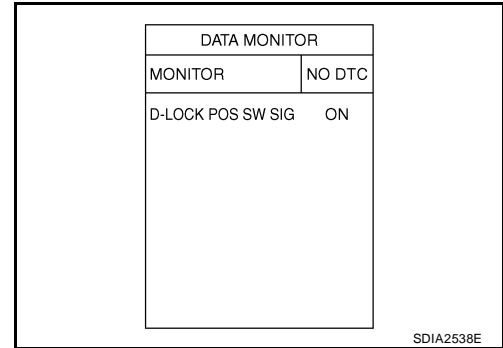 DATA MONITOR
MONITOR NO DTC
D-LOCK POS SW SIG ON
SDIA2538E